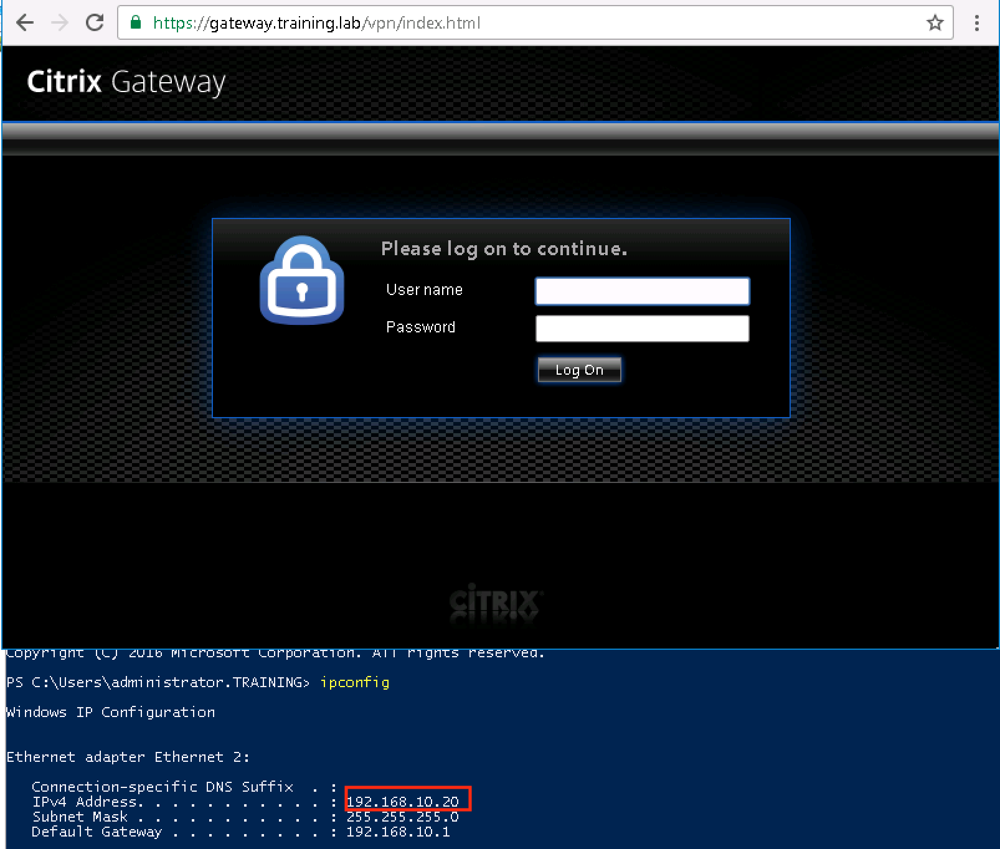 https://gateway.training.lab/vpn/index.html
Citrix Gateway
Please log on to continue.
User name
Password
Log On
CITRIX
Copyright (C) 2016 Microsoft Corporation. All rights reserved.
PS C:\Users\administrator.TRAINING> ipconfig
Windows IP Configuration
Ethernet adapter Ethernet 2:
Connection-specific DNS Suffix  . :
IPv4 Address. . . . . . . . . . . : 192.168.10.20
Subnet Mask . . . . . . . . . . . : 255.255.255.0
Default Gateway . . . . . . . . . : 192.168.10.1